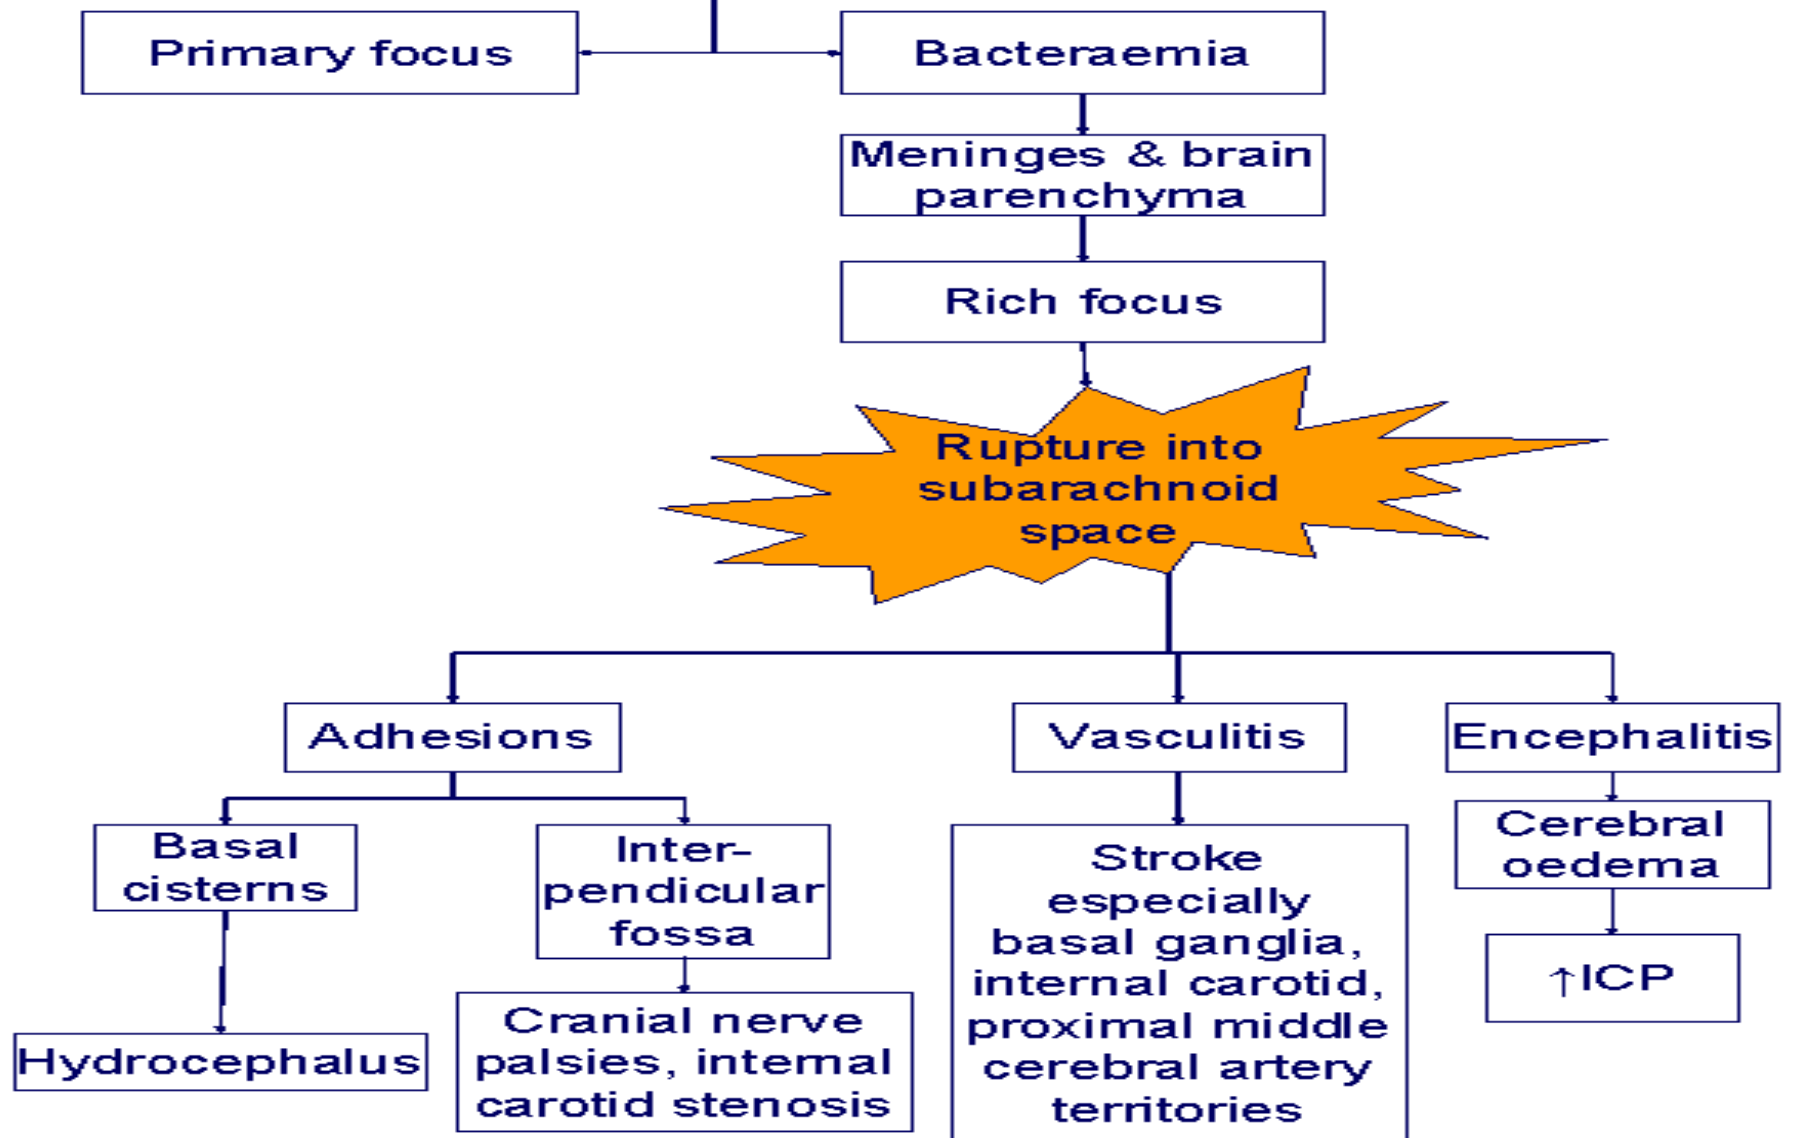 Primary focus
Bacteraemia
Meninges & brain
parenchyma
Rich focus
Rupture into
subarachnoid
space
Adhesions
Vasculitis
Encephalitis
Basal
cisterns
Inter-
pendicular
fossa
Stroke
especially
basal ganglia,
internal carotid,
proximal middle
cerebral artery
territories
Cerebral
oedema
↑ICP
Hydrocephalus
Cranial nerve
palsies, internal
carotid stenosis